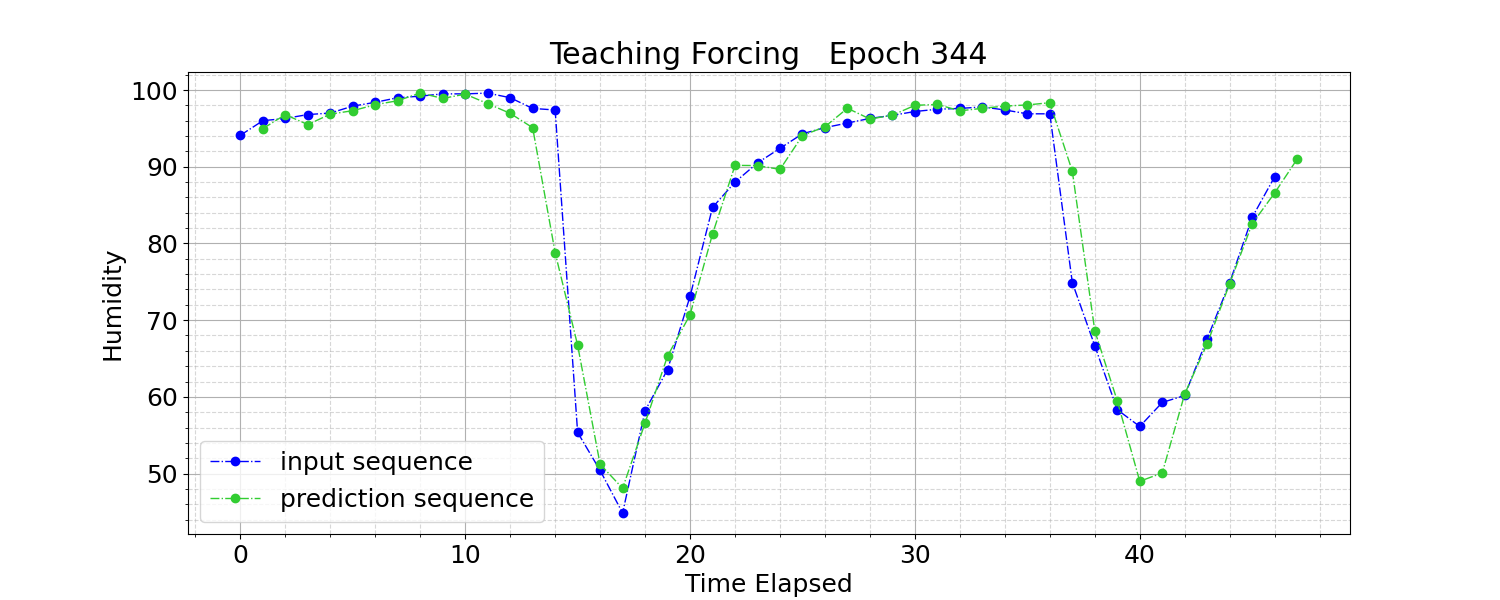 Teaching Forcing   Epoch 344
100
90
80
70
60
50
Humidity
input sequence
prediction sequence
0 10 20 30 40
Time Elapsed